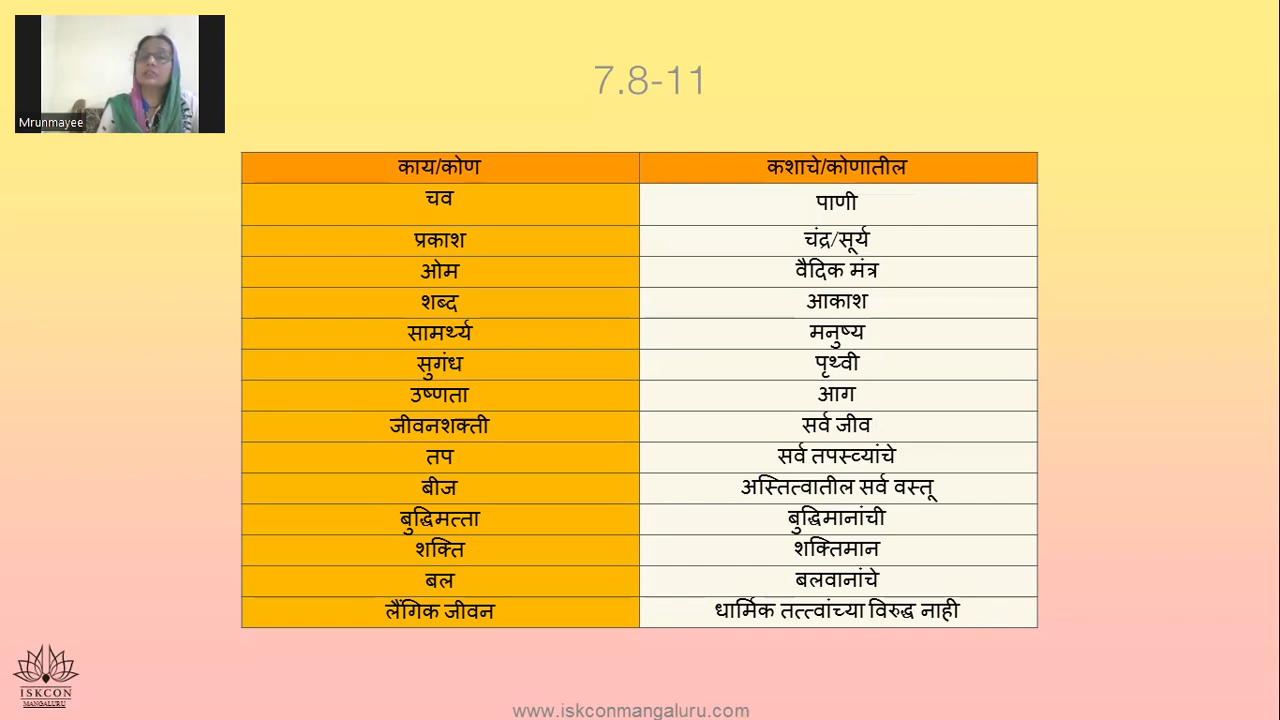 Mrunmayee
7.8-11
काय/कोण कशाचे/कोणातील
चव पाणी
प्रकाश चंद्र/सूर्य
ओम वैदिक मंत्र
शब्द आकाश
सामर्थ्य मनुष्य
सुगंध पृथ्वी
उष्णता आग
जीवनशक्ती सर्व जीव
तप सर्व तपस्व्यांचे
बीज अस्तित्वातील सर्व वस्तू
बुद्धिमत्ता बुद्धिमानांची
शक्ति शक्तिमान
बल बलवानांचे
लैंगिक जीवन धार्मिक तत्त्वांच्या विरुद्ध नाही
ISKCON
MANGALURU
www.iskconmangaluru.com